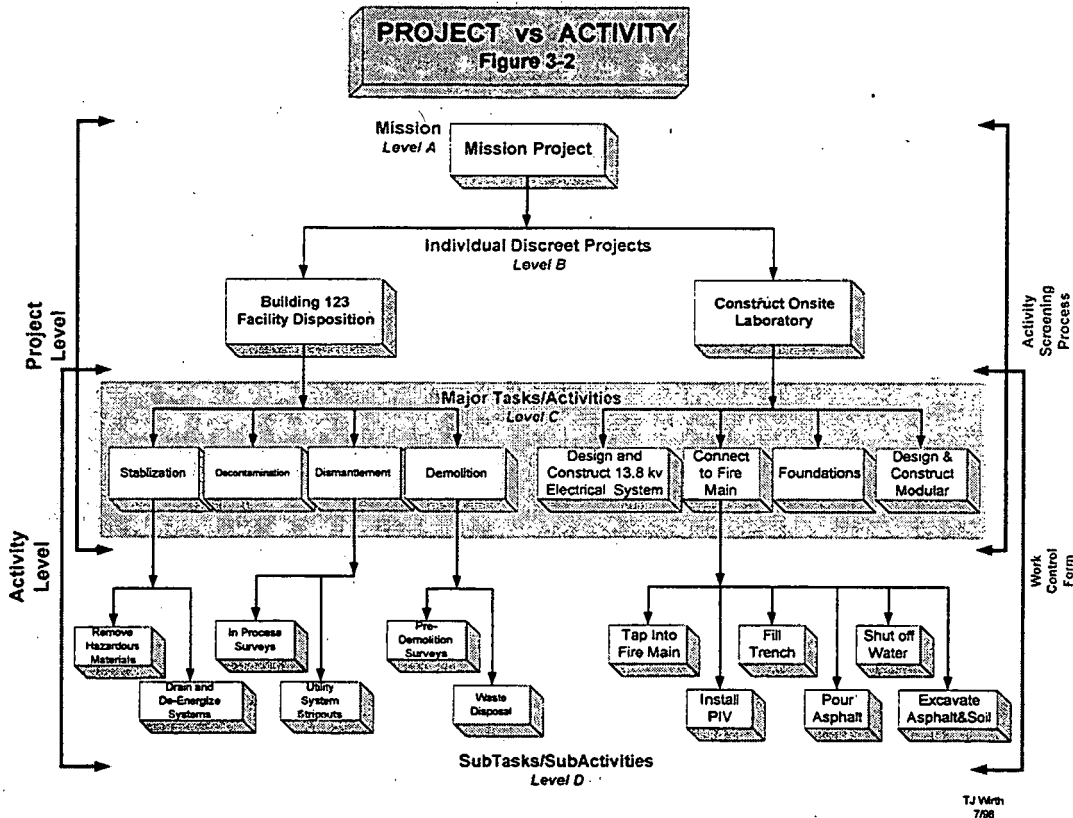 PROJECT vs ACTIVITY
Figure 3-2
Mission
Level A
Mission Project
Individual Discreet Projects
Level B
Building 123
Facility Disposition
Construct Onsite
Laboratory
Project
Level
Activity
Screening
Process
Major Tasks/Activities
Level C
Stablization
Decontamination
Dismantlement
Demolition
Design and
Construct 13.8 kv
Electrical System
Connect
to Fire
Main
Foundations
Design &
Construct
Modular
Activity
Level
Work
Control
Form
Remove
Hazardous
Materials
Drain and
De-Energize
Systems
In Process
Surveys
Utility
System
Stripouts
Pre-
Demolition
Surveys
Waste
Disposal
Tap Into
Fire Main
Install
PIV
Fill
Trench
Pour
Asphalt
Shut off
Water
Excavate
Asphalt&Soil
SubTasks/SubActivities
Level D
TJ Wirth
7/98